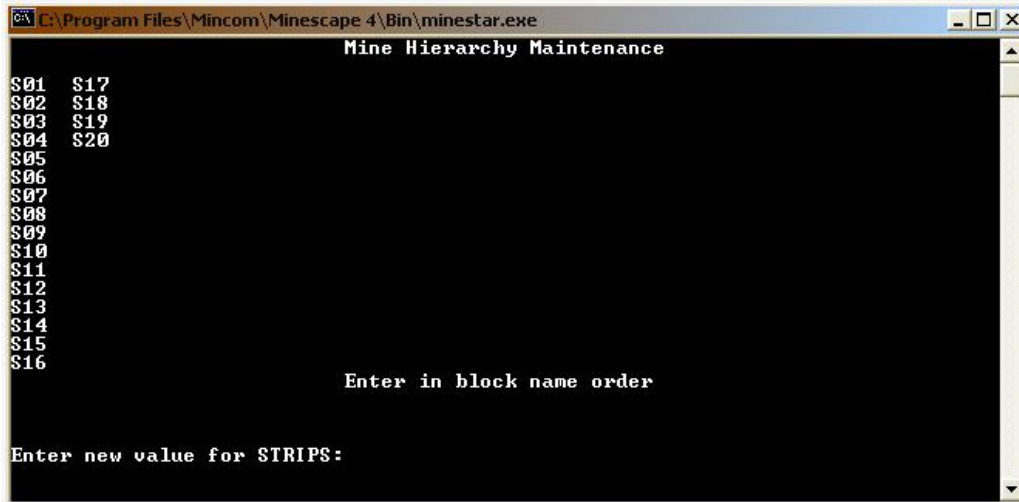 C:\Program Files\Mincom\Minescape 4\Bin\minestar.exe
Mine Hierarchy Maintenance
S01 S17
S02 S18
S03 S19
S04 S20
S05
S06
S07
S08
S09
S10
S11
S12
S13
S14
S15
S16
Enter in block name order
Enter new value for STRIPS: